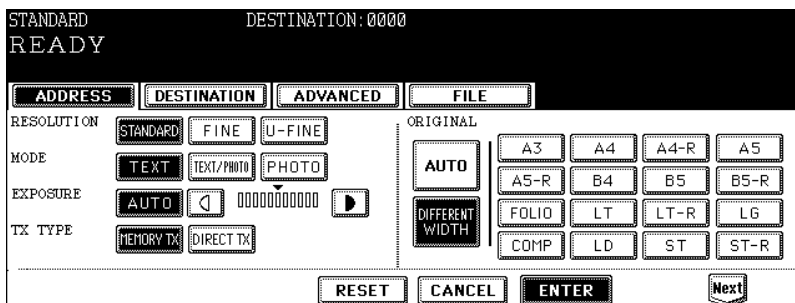 STANDARD DESTINATION:0000
READY
ADDRESS DESTINATION ADVANCED FILE
RESOLUTION STANDARD FINE U-FINE
MODE TEXT TEXT/PHOTO PHOTO
EXPOSURE AUTO
TX TYPE MEMORY TX DIRECT TX
ORIGINAL
AUTO
DIFFERENT
WIDTH
A3 A4 A4-R A5
A5-R B4 B5 B5-R
FOLIO LT LT-R LG
COMP LD ST ST-R
RESET CANCEL ENTER Next